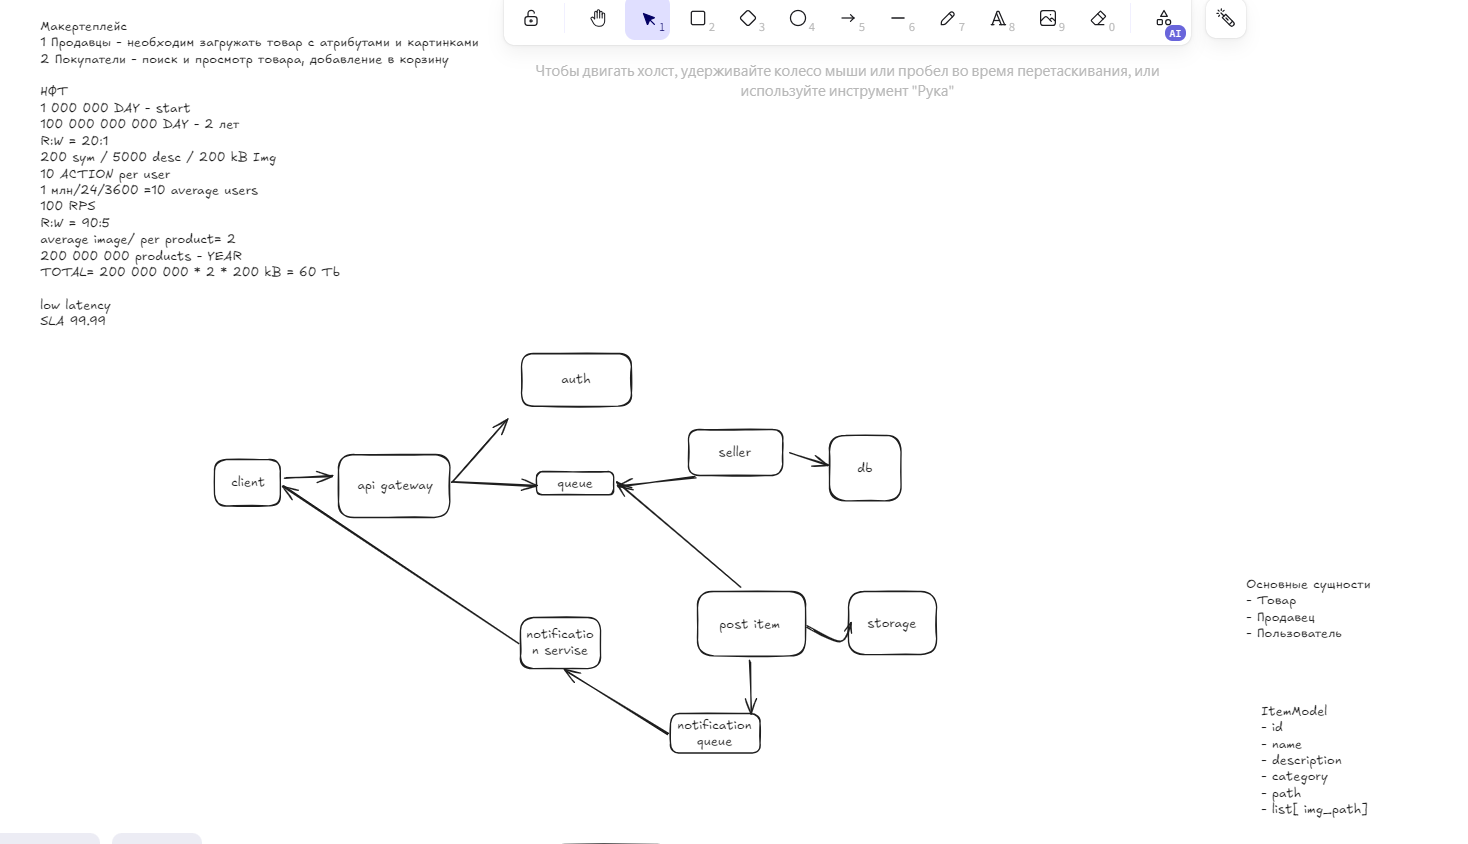 Макертеплейс
1 Продавцы - необходим загружать товар с атрибутами и картинками
2 Покупатели - поиск и просмотр товара, добавление в корзину
НФТ
1 000 000 DAY - start
100 000 000 000 DAY - 2 лет
R:W = 20:1
200 sym / 5000 desc / 200 kB Img
10 ACTION per user
1 млн/24/3600 =10 average users
100 RPS
R:W = 90:5
average image/ per product= 2
200 000 000 products - YEAR
TOTAL= 200 000 000 * 2 * 200 kB = 60 Tb
low latency
SLA 99.99
1
2
3
4
5
6
7
8
9
0
AI
Чтобы двигать холст, удерживайте колесо мыши или пробел во время перетаскивания, или
используйте инструмент "Рука"
auth
client
api gateway
queue
seller
db
notificatio
n servise
post item
storage
notification
queue
Основные сущности
- Товар
- Продавец
- Пользователь
ItemModel
- id
- name
- description
- category
- path
- list[ img_path]